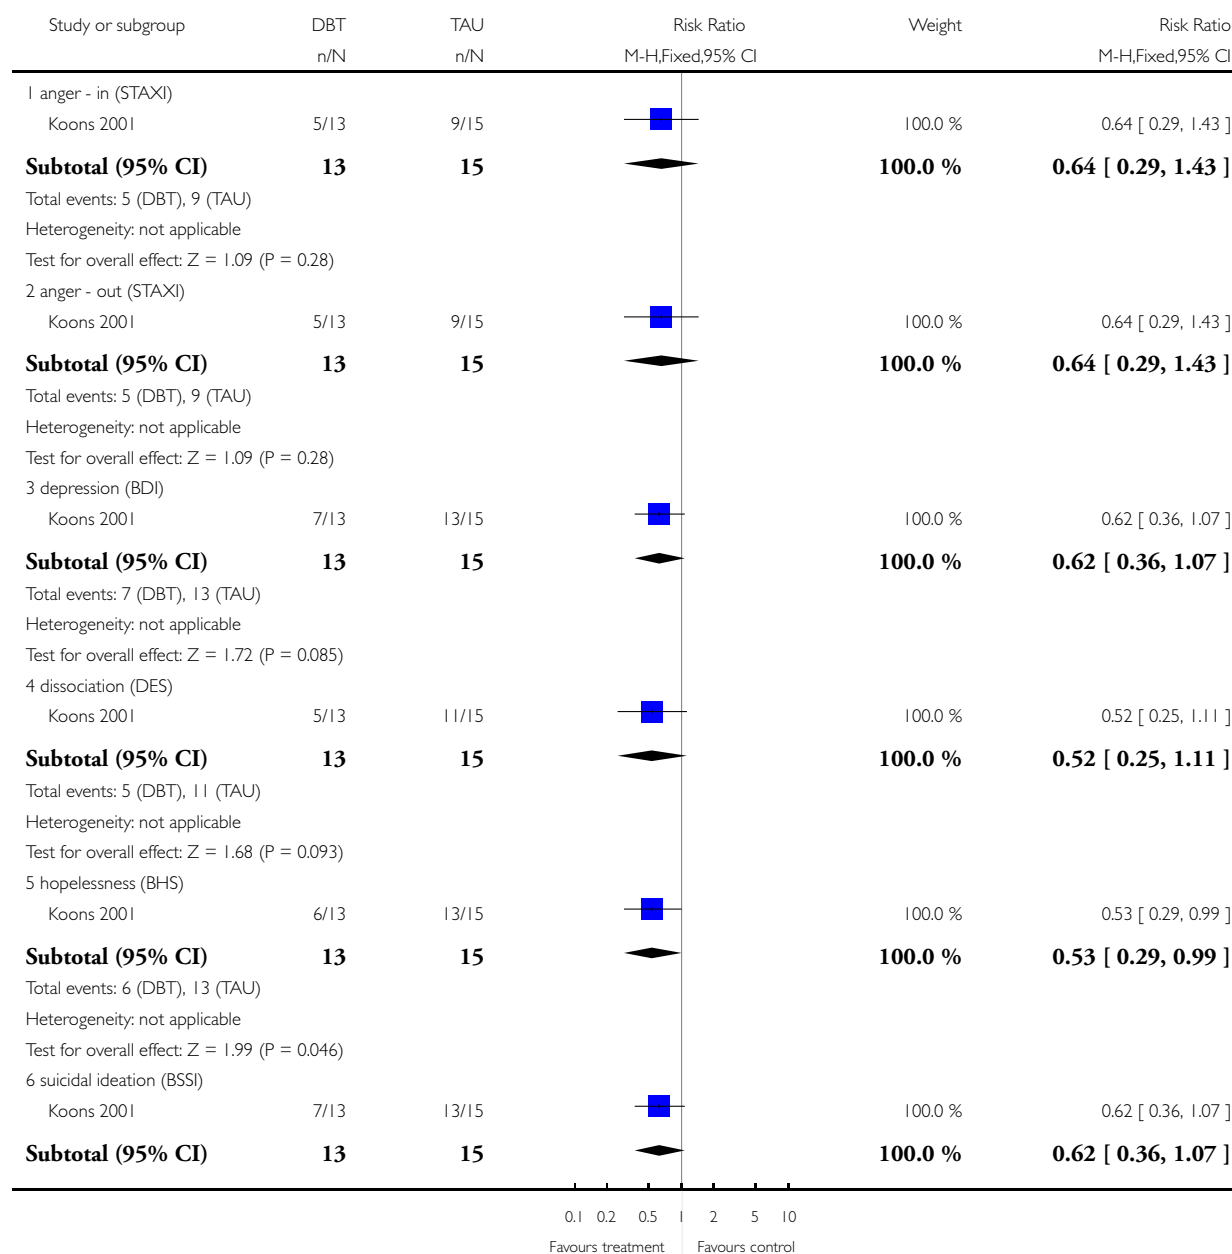 Study or subgroup DBT TAU Risk Ratio Weight Risk Ratio
n/N n/N M-H,Fixed,95% CI M-H,Fixed,95% CI
1 anger - in (STAXI)
Koons 2001 5/13 9/15 100.0 % 0.64 [ 0.29, 1.43 ]
Subtotal (95% CI) 13 15 100.0 % 0.64 [ 0.29, 1.43 ]
Total events: 5 (DBT), 9 (TAU)
Heterogeneity: not applicable
Test for overall effect: Z = 1.09 (P = 0.28)
2 anger - out (STAXI)
Koons 2001 5/13 9/15 100.0 % 0.64 [ 0.29, 1.43 ]
Subtotal (95% CI) 13 15 100.0 % 0.64 [ 0.29, 1.43 ]
Total events: 5 (DBT), 9 (TAU)
Heterogeneity: not applicable
Test for overall effect: Z = 1.09 (P = 0.28)
3 depression (BDI)
Koons 2001 7/13 13/15 100.0 % 0.62 [ 0.36, 1.07 ]
Subtotal (95% CI) 13 15 100.0 % 0.62 [ 0.36, 1.07 ]
Total events: 7 (DBT), 13 (TAU)
Heterogeneity: not applicable
Test for overall effect: Z = 1.72 (P = 0.085)
4 dissociation (DES)
Koons 2001 5/13 11/15 100.0 % 0.52 [ 0.25, 1.11 ]
Subtotal (95% CI) 13 15 100.0 % 0.52 [ 0.25, 1.11 ]
Total events: 5 (DBT), 11 (TAU)
Heterogeneity: not applicable
Test for overall effect: Z = 1.68 (P = 0.093)
5 hopelessness (BHS)
Koons 2001 6/13 13/15 100.0 % 0.53 [ 0.29, 0.99 ]
Subtotal (95% CI) 13 15 100.0 % 0.53 [ 0.29, 0.99 ]
Total events: 6 (DBT), 13 (TAU)
Heterogeneity: not applicable
Test for overall effect: Z = 1.99 (P = 0.046)
6 suicidal ideation (BSSI)
Koons 2001 7/13 13/15 100.0 % 0.62 [ 0.36, 1.07 ]
Subtotal (95% CI) 13 15 100.0 % 0.62 [ 0.36, 1.07 ]
0.1 0.2 0.5 1 2 5 10
Favours treatment Favours control